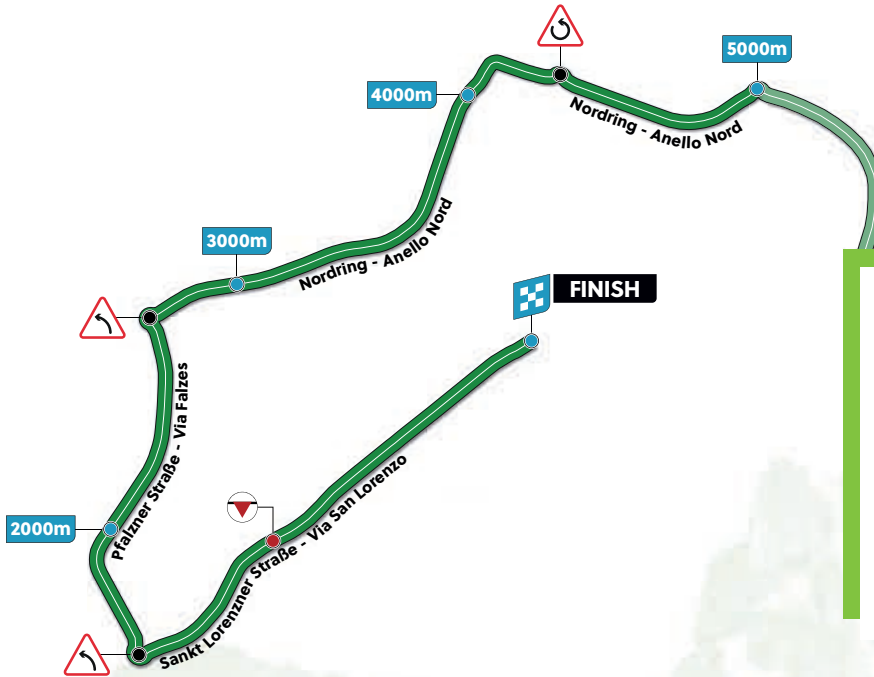 5000m
4000m
Nordring - Anello Nord
Nordring - Anello Nord
3000m
FINISH
Pfalzner Straße - Via Falzes
2000m
Sankt Lorenzner Straße - Via San Lorenzo